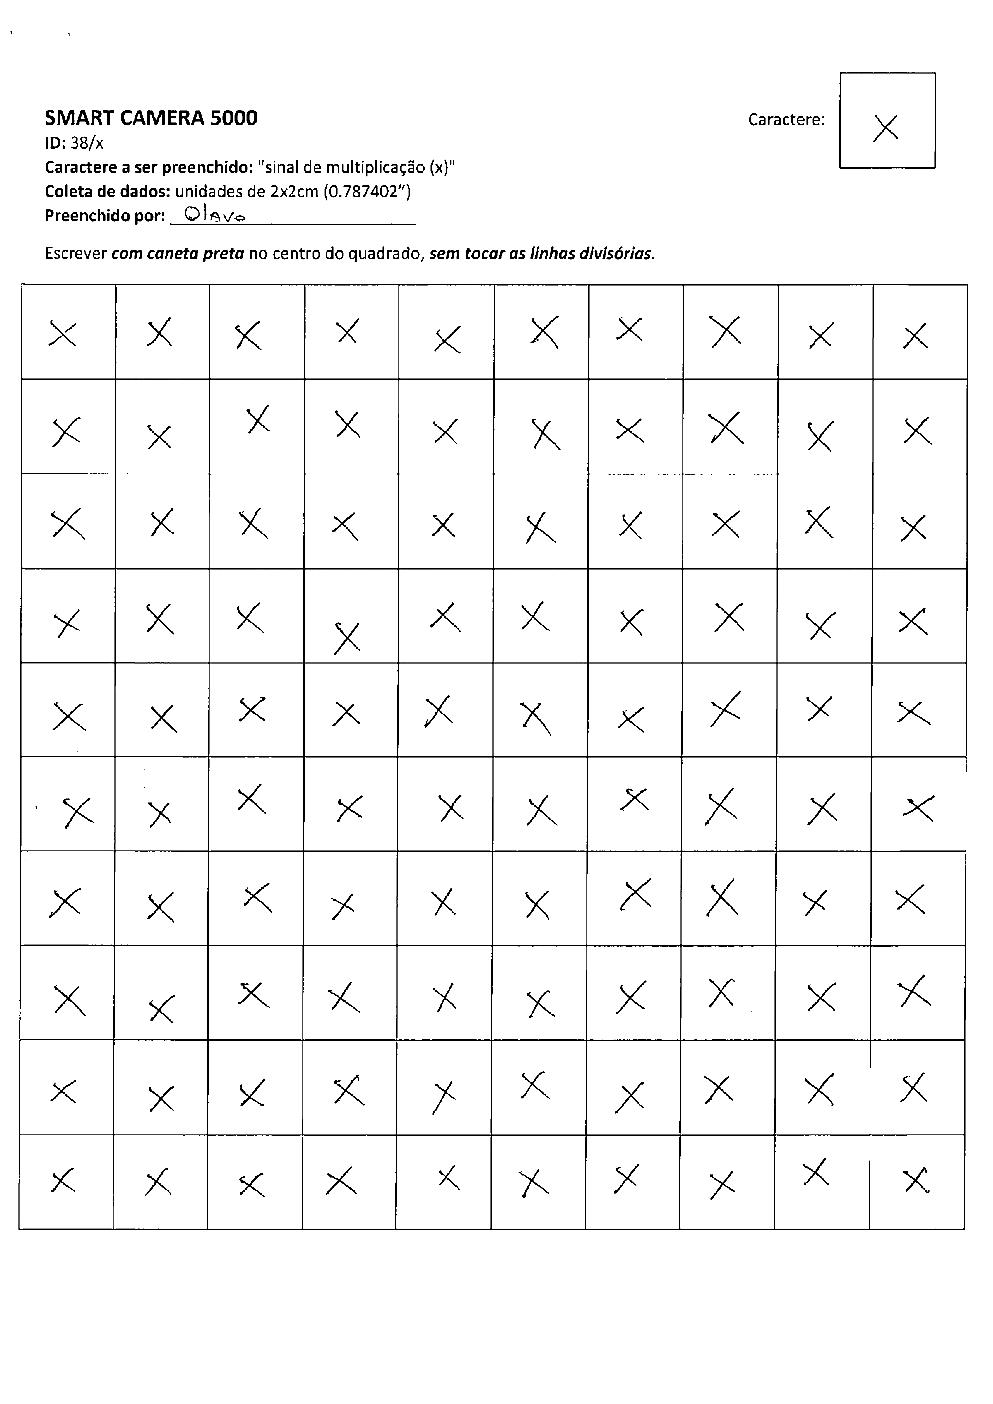 SMART CAMERA 5000
Caractere: x
ID: 38/x
Caractere a ser preenchido: "sinal de multiplicação (x)"
Coleta de dados: unidades de 2x2cm (0.787402")
Preenchido por: Olavo
Escrever com caneta preta no centro do quadrado, sem tocar as linhas divisórias.
x x x x x x x x x x
x x x x x x x x x x
x x x x x x x x x x
x x x x x x x x x x
x x x x x x x x x x
x x x x x x x x x x
x x x x x x x x x x
x x x x x x x x x x
x x x x x x x x x x
x x x x x x x x x x